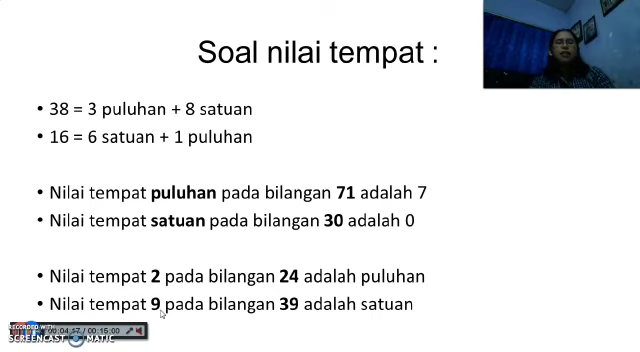 Soal nilai tempat :
• 38 = 3 puluhan + 8 satuan
• 16 = 6 satuan + 1 puluhan
• Nilai tempat puluhan pada bilangan 71 adalah 7
• Nilai tempat satuan pada bilangan 30 adalah 0
• Nilai tempat 2 pada bilangan 24 adalah puluhan
• Nilai tempat 9 pada bilangan 39 adalah satuan
RECORDED WITH
00:04:17 / 00:15:00
SCREENCAST MATIC